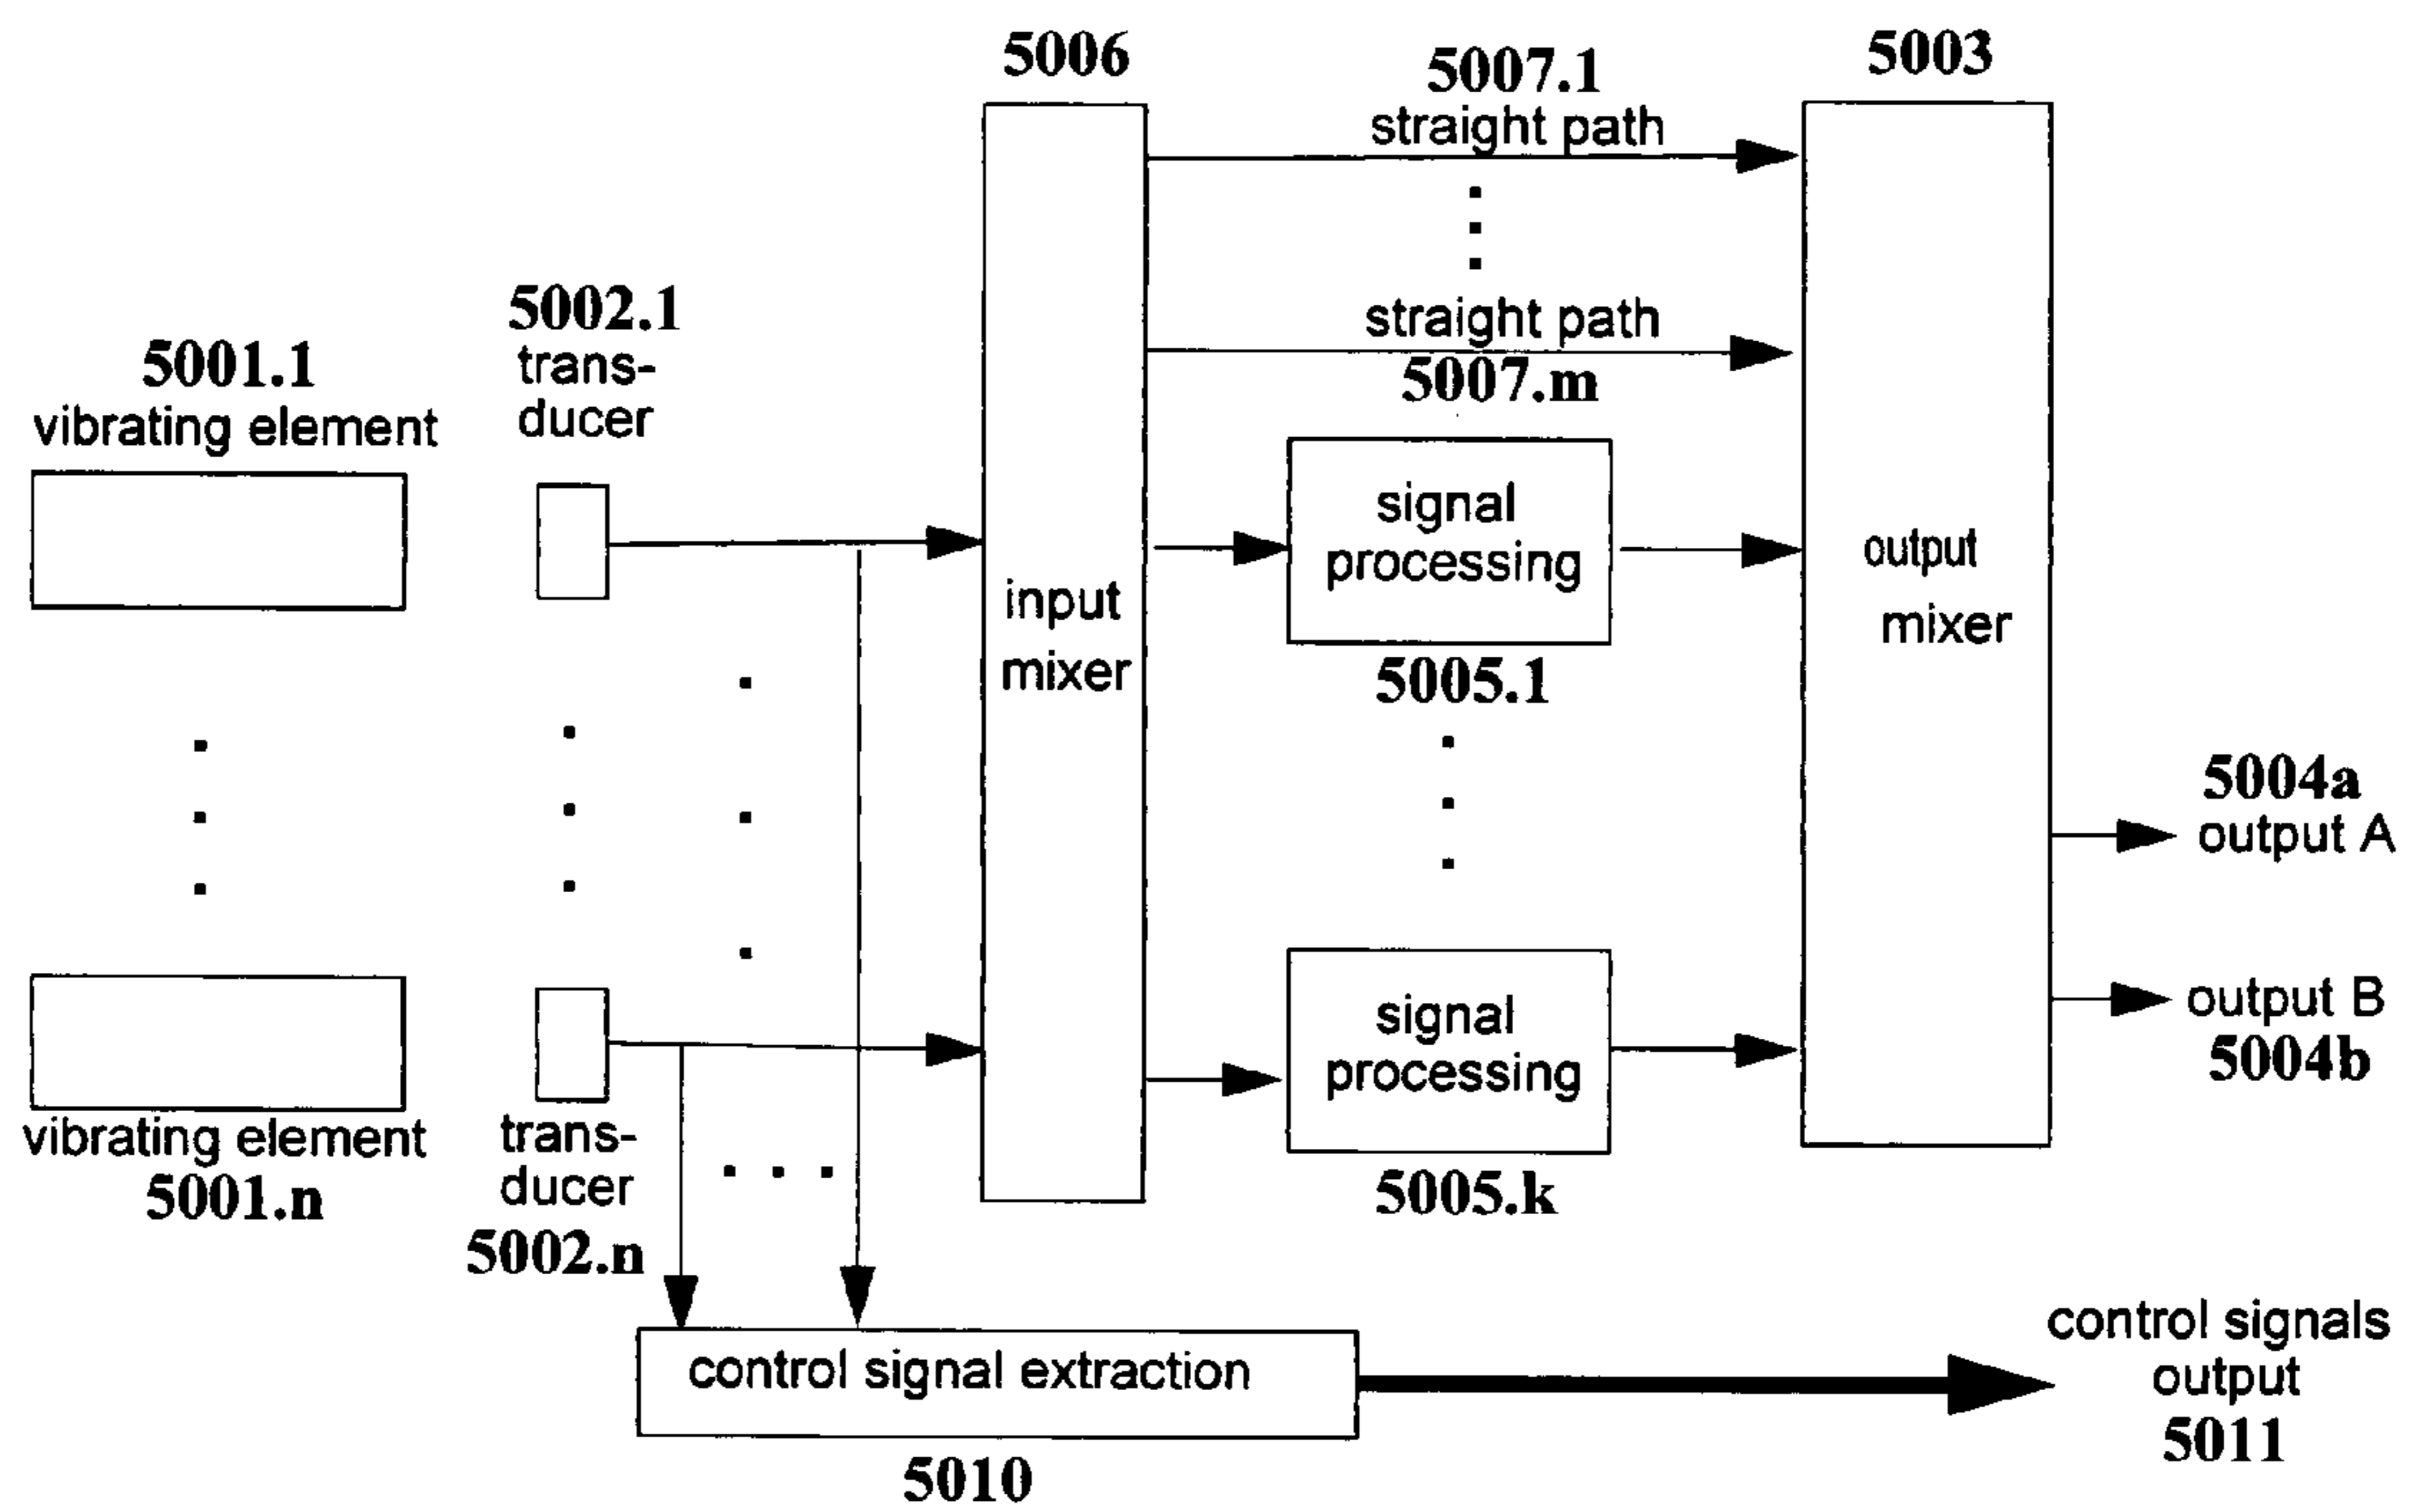 5006
5007.1
straight path
5003
5002.1
trans-
ducer
5001.1
vibrating element
straight path
5007.m
signal
processing
5005.1
input
mixer
output
mixer
5004a
output A
output B
5004b
signal
processing
5005.k
vibrating element
5001.n
trans-
ducer
5002.n
control signal extraction
5010
control signals
output
5011